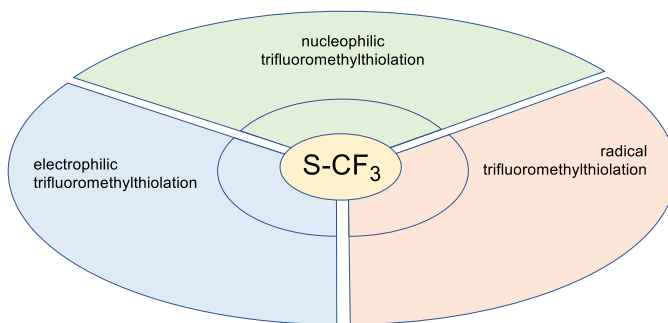 nucleophilic
trifluoromethylthiolation
electrophilic
trifluoromethylthiolation
S-CF₃
radical
trifluoromethylthiolation